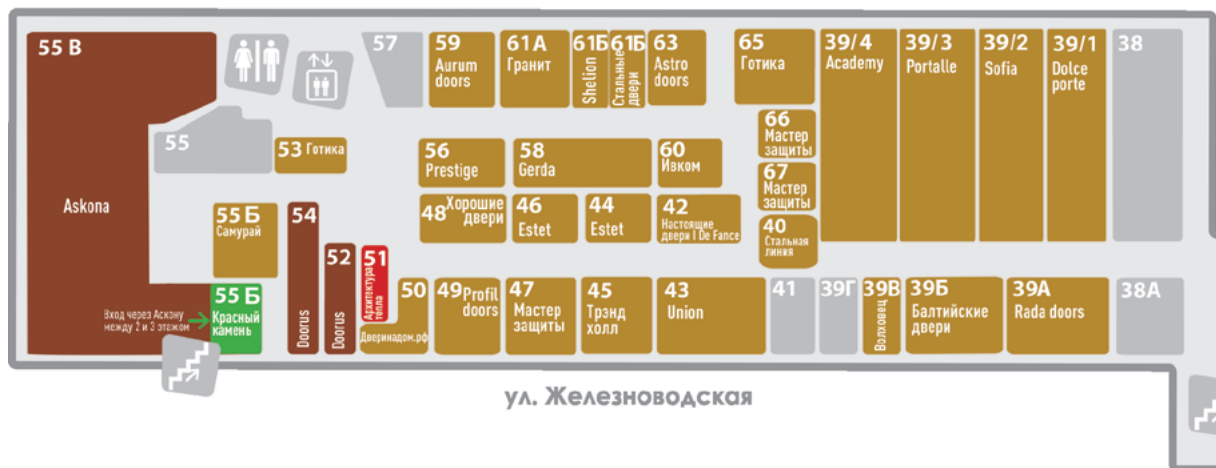 55 В
Askona
55
53 Готика
55 Б
Самурай
55 Б
Красный
камень
Вход через Аскону
между 2 и 3 этажом
54
Doorus
52
Doorus
51
Архитектура
тепла
50
Дверинадом.рф
57
59
Aurum
doors
61А
Гранит
61Б
Shelion
61Б
Стальные
двери
63
Astro
doors
65
Готика
39/4
Academy
39/3
Portalle
39/2
Sofia
39/1
Dolce
porte
38
56
Prestige
58
Gerda
60
Ивком
66
Мастер
защиты
67
Мастер
защиты
48 Хорошие
двери
46
Estet
44
Estet
42
Настоящие
двери I De Fance
40
Стальная
линия
49 Profil
doors
47
Мастер
защиты
45
Трэнд
холл
43
Union
41
39Г
39В
Волховец
39Б
Балтийские
двери
39А
Rada doors
38А
ул. Железноводская